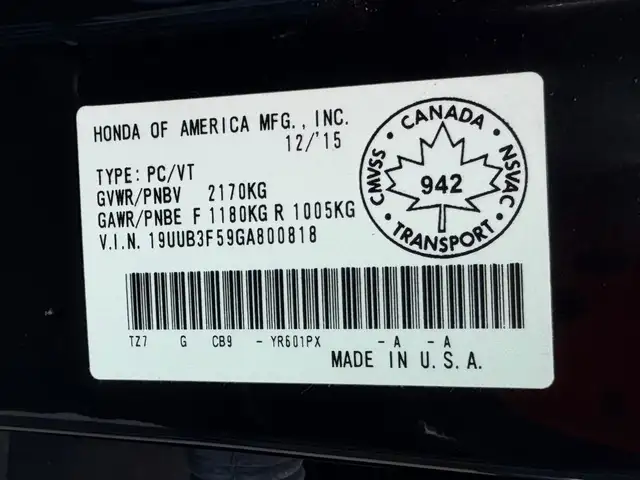 HONDA OF AMERICA MFG., INC.
12/'15
TYPE: PC/VT
GVWR/PNBV 2170KG
GAWR/PNBE F 1180KG R 1005KG
V.I.N. 19UUB3F59GA800818
CANADA
CMVSS
NSVAC
942
TRANSPORT
TZ7 G CB9 - YR601PX - A - A
MADE IN U.S.A.